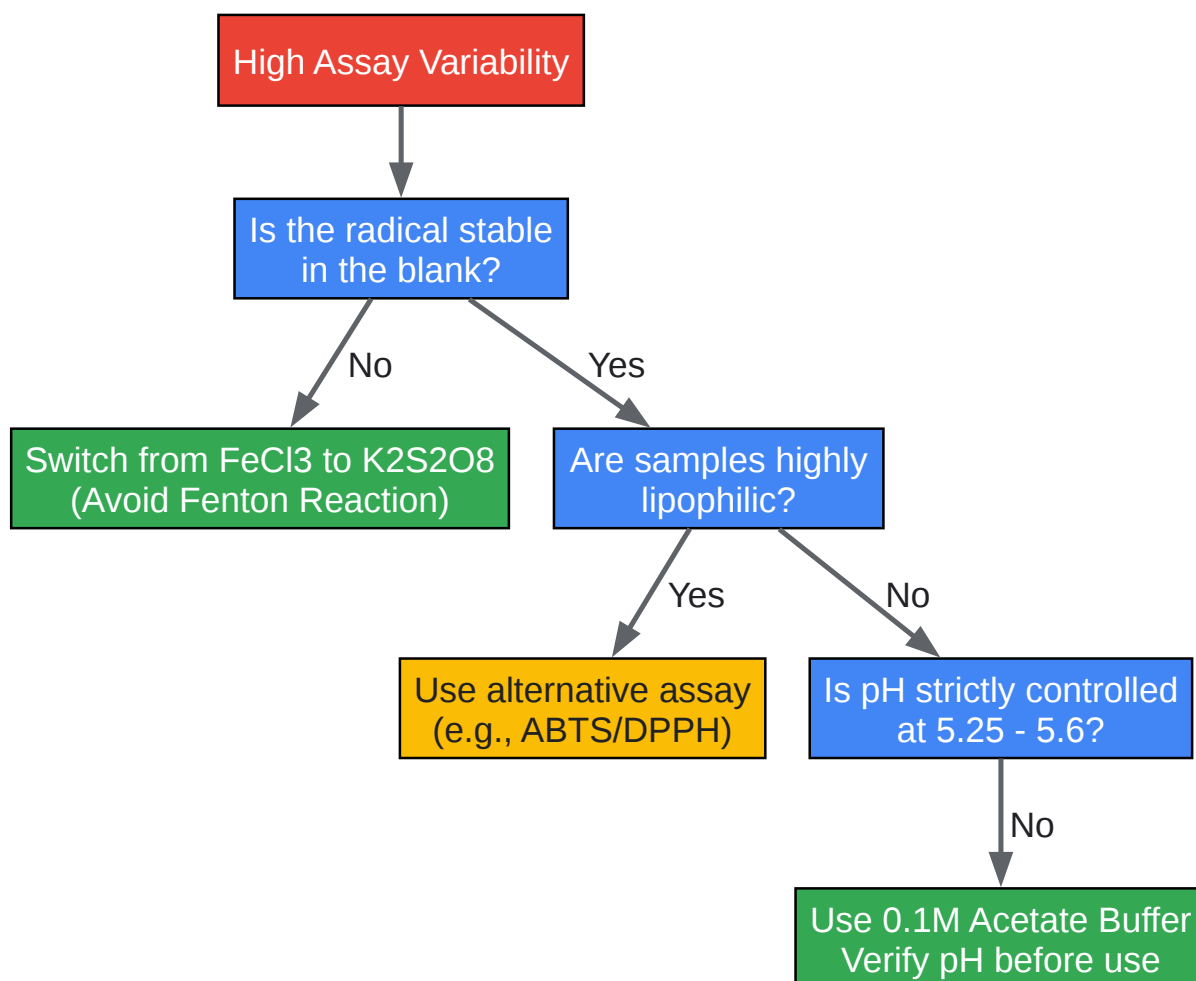 High Assay Variability
Is the radical stable
in the blank?
No
Yes
Switch from FeCl3 to K2S2O8
(Avoid Fenton Reaction)
Are samples highly
lipophilic?
Yes
No
Use alternative assay
(e.g., ABTS/DPPH)
Is pH strictly controlled
at 5.25 - 5.6?
No
Use 0.1M Acetate Buffer
Verify pH before use